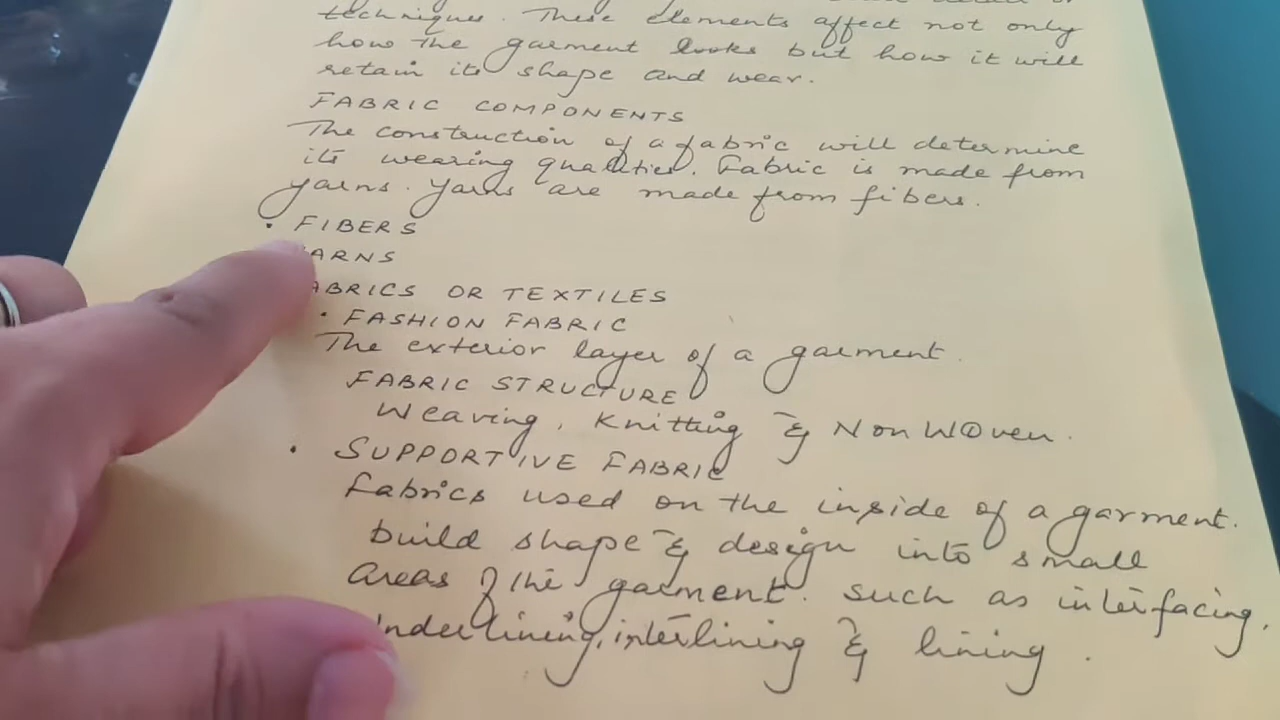 techniques. These elements affect not only
how the garment looks but how it will
retain its shape and wear.
FABRIC COMPONENTS
The construction of a fabric will determine
its wearing qualities. Fabric is made from
yarns. Yarns are made from fibers.
• FIBERS
ARNS
ABRICS OR TEXTILES
• FASHION FABRIC
The exterior layer of a garment.
FABRIC STRUCTURE
Weaving, Knitting & Non Woven.
• SUPPORTIVE FABRIC
Fabrics used on the inside of a garment.
build shape & design into small
areas of the garment. such as interfacing,
underlining, interlining & lining.